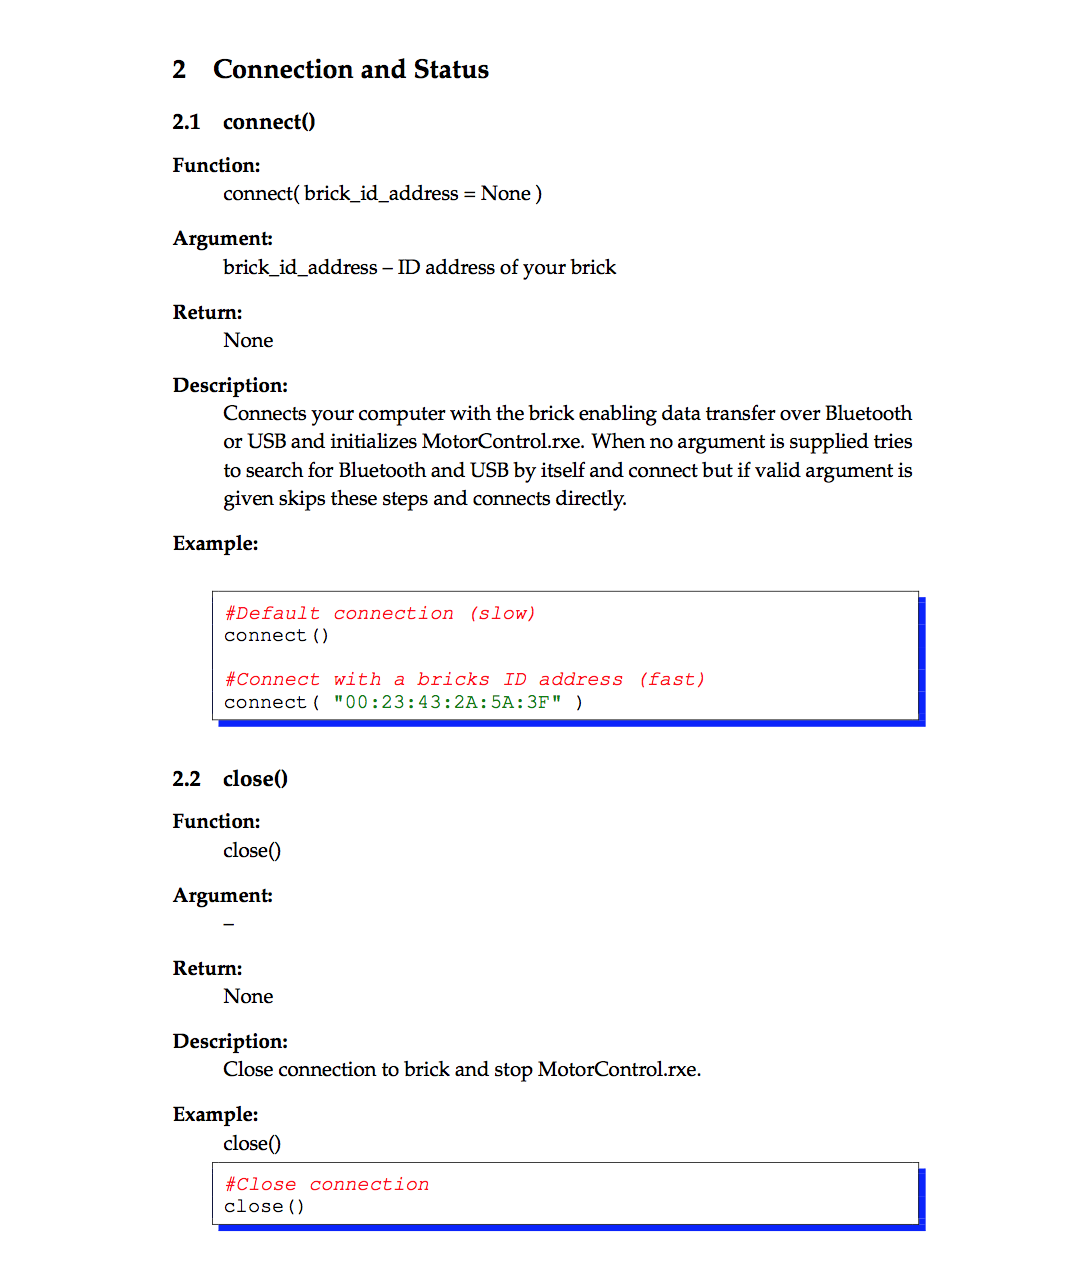 2 Connection and Status
2.1 connect()
Function:
connect( brick_id_address = None )
Argument:
brick_id_address – ID address of your brick
Return:
None
Description:
Connects your computer with the brick enabling data transfer over Bluetooth
or USB and initializes MotorControl.rxe. When no argument is supplied tries
to search for Bluetooth and USB by itself and connect but if valid argument is
given skips these steps and connects directly.
Example:
#Default connection (slow)
connect()
#Connect with a bricks ID address (fast)
connect( "00:23:43:2A:5A:3F" )
2.2 close()
Function:
close()
Argument:
–
Return:
None
Description:
Close connection to brick and stop MotorControl.rxe.
Example:
close()
#Close connection
close()